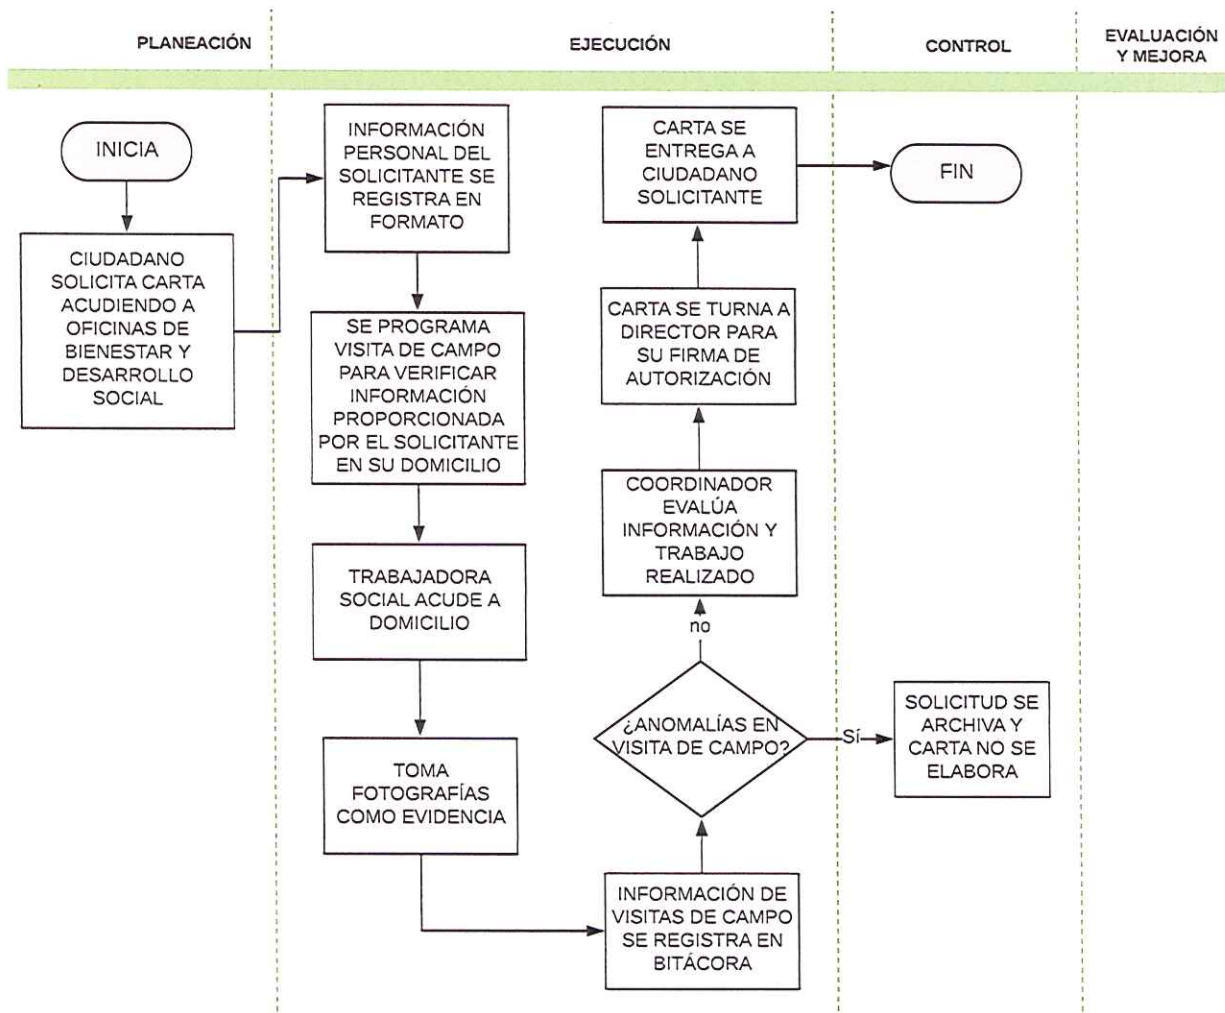 PLANEACIÓN
EJECUCIÓN
CONTROL
EVALUACIÓN
Y MEJORA
INICIA
CIUDADANO
SOLICITA CARTA
ACUDIENDO A
OFICINAS DE
BIENESTAR Y
DESARROLLO
SOCIAL
INFORMACIÓN
PERSONAL DEL
SOLICITANTE SE
REGISTRA EN
FORMATO
SE PROGRAMA
VISITA DE CAMPO
PARA VERIFICAR
INFORMACIÓN
PROPORCIONADA
POR EL SOLICITANTE
EN SU DOMICILIO
TRABAJADORA
SOCIAL ACUDE A
DOMICILIO
TOMA
FOTOGRAFÍAS
COMO EVIDENCIA
INFORMACIÓN DE
VISITAS DE CAMPO
SE REGISTRA EN
BITÁCORA
¿ANOMALÍAS EN
VISITA DE CAMPO?
Sí
SOLICITUD SE
ARCHIVA Y
CARTA NO SE
ELABORA
no
COORDINADOR
EVALÚA
INFORMACIÓN Y
TRABAJO
REALIZADO
CARTA SE TURNA A
DIRECTOR PARA
SU FIRMA DE
AUTORIZACIÓN
CARTA SE
ENTREGA A
CIUDADANO
SOLICITANTE
FIN